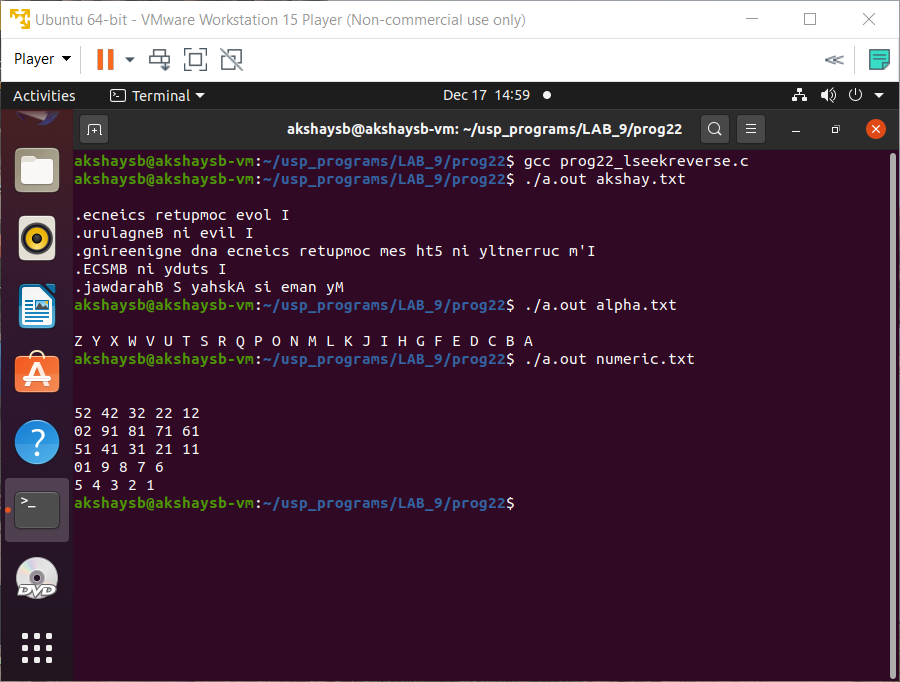 Ubuntu 64-bit - VMware Workstation 15 Player (Non-commercial use only)
Player
Activities Terminal Dec 17 14:59
akshaysb@akshaysb-vm: ~/usp_programs/LAB_9/prog22
akshaysb@akshaysb-vm:~/usp_programs/LAB_9/prog22$ gcc prog22_lseekreverse.c
akshaysb@akshaysb-vm:~/usp_programs/LAB_9/prog22$ ./a.out akshay.txt
.ecneics retupmoc evol I
.urulagneB ni evil I
.gnireenigne dna ecneics retupmoc mes ht5 ni yltnerruc m'I
.ECSMB ni yduts I
.jawdarahB S yahskA si eman yM
akshaysb@akshaysb-vm:~/usp_programs/LAB_9/prog22$ ./a.out alpha.txt
Z Y X W V U T S R Q P O N M L K J I H G F E D C B A
akshaysb@akshaysb-vm:~/usp_programs/LAB_9/prog22$ ./a.out numeric.txt
52 42 32 22 12
02 91 81 71 61
51 41 31 21 11
01 9 8 7 6
5 4 3 2 1
akshaysb@akshaysb-vm:~/usp_programs/LAB_9/prog22$
DVD